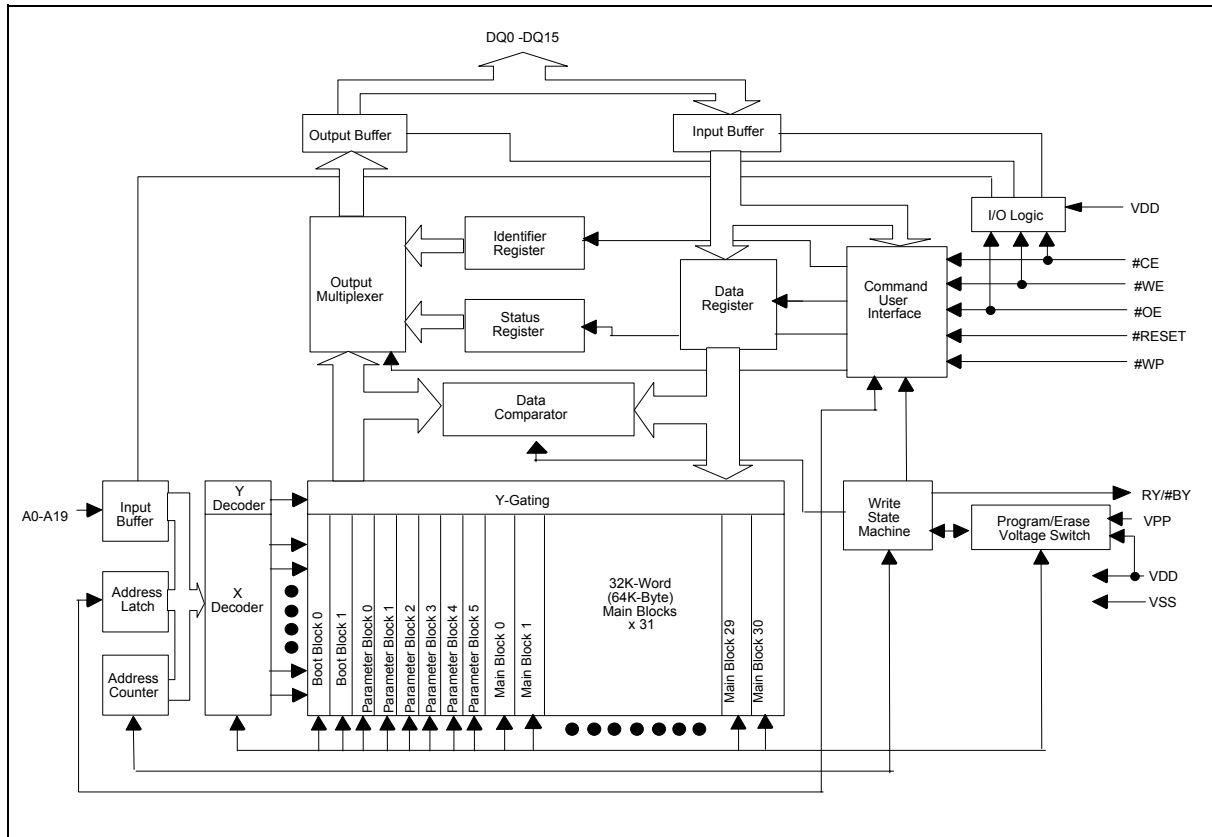 DQ0 -DQ15
Output Buffer
Input Buffer
I/O Logic
VDD
Output
Multiplexer
Identifier
Register
Status
Register
Data
Register
Command
User
Interface
#CE
#WE
#OE
#RESET
#WP
Data
Comparator
A0-A19
Input
Buffer
Address
Latch
Address
Counter
Y
Decoder
X
Decoder
Y-Gating
Boot Block 0
Boot Block 1
Parameter Block 0
Parameter Block 1
Parameter Block 2
Parameter Block 3
Parameter Block 4
Parameter Block 5
Main Block 0
Main Block 1
32K-Word
(64K-Byte)
Main Blocks
x 31
Main Block 29
Main Block 30
Write
State
Machine
Program/Erase
Voltage Switch
RY/#BY
VPP
VDD
VSS